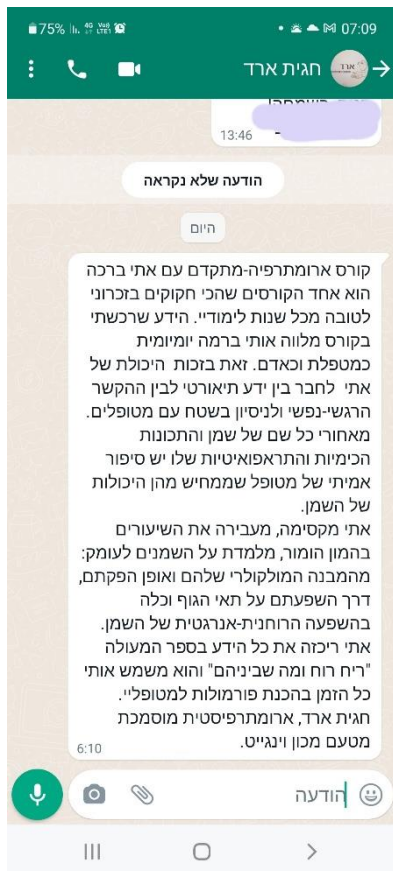 75% 4G 07:09
חגית ארד
ארד
13:46
הודעה שלא נקראה
היום
קורס ארומתרפיה-מתקדם עם אתי ברכה
הוא אחד הקורסים שהכי חקוקים בזכרוני
לטובה מכל שנות לימודיי. הידע שרכשתי
בקורס מלווה אותי ברמה יומיומית
כמטפלת וכאדם. זאת בזכות היכולת של
אתי לחבר בין ידע תיאורטי לבין ההקשר
הרגשי-נפשי ולניסיון בשטח עם מטופלים.
מאחורי כל שם של שמן והתכונות
הכימיות והתראפואיטיות שלו יש סיפור
אמיתי של מטופל שממחיש מהן היכולות
של השמן.
אתי מקסימה, מעבירה את השיעורים
בהמון הומור, מלמדת על השמנים לעומק:
מהמבנה המולקולרי שלהם ואופן הפקתם,
דרך השפעתם על תאי הגוף וכלה
בהשפעה הרוחנית-אנרגטית של השמן.
אתי ריכזה את כל הידע בספר המעולה
"ריח רוח ומה שביניהם" והוא משמש אותי
כל הזמן בהכנת פורמולות למטופליי.
חגית ארד, ארומתרפיסטית מוסמכת
מטעם מכון וינגייט.
6:10
הודעה